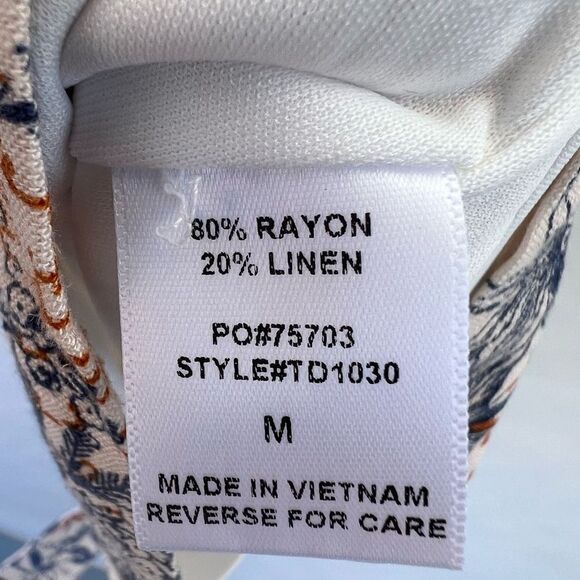 80% RAYON
20% LINEN
PO#75703
STYLE#TD1030
M
MADE IN VIETNAM
REVERSE FOR CARE